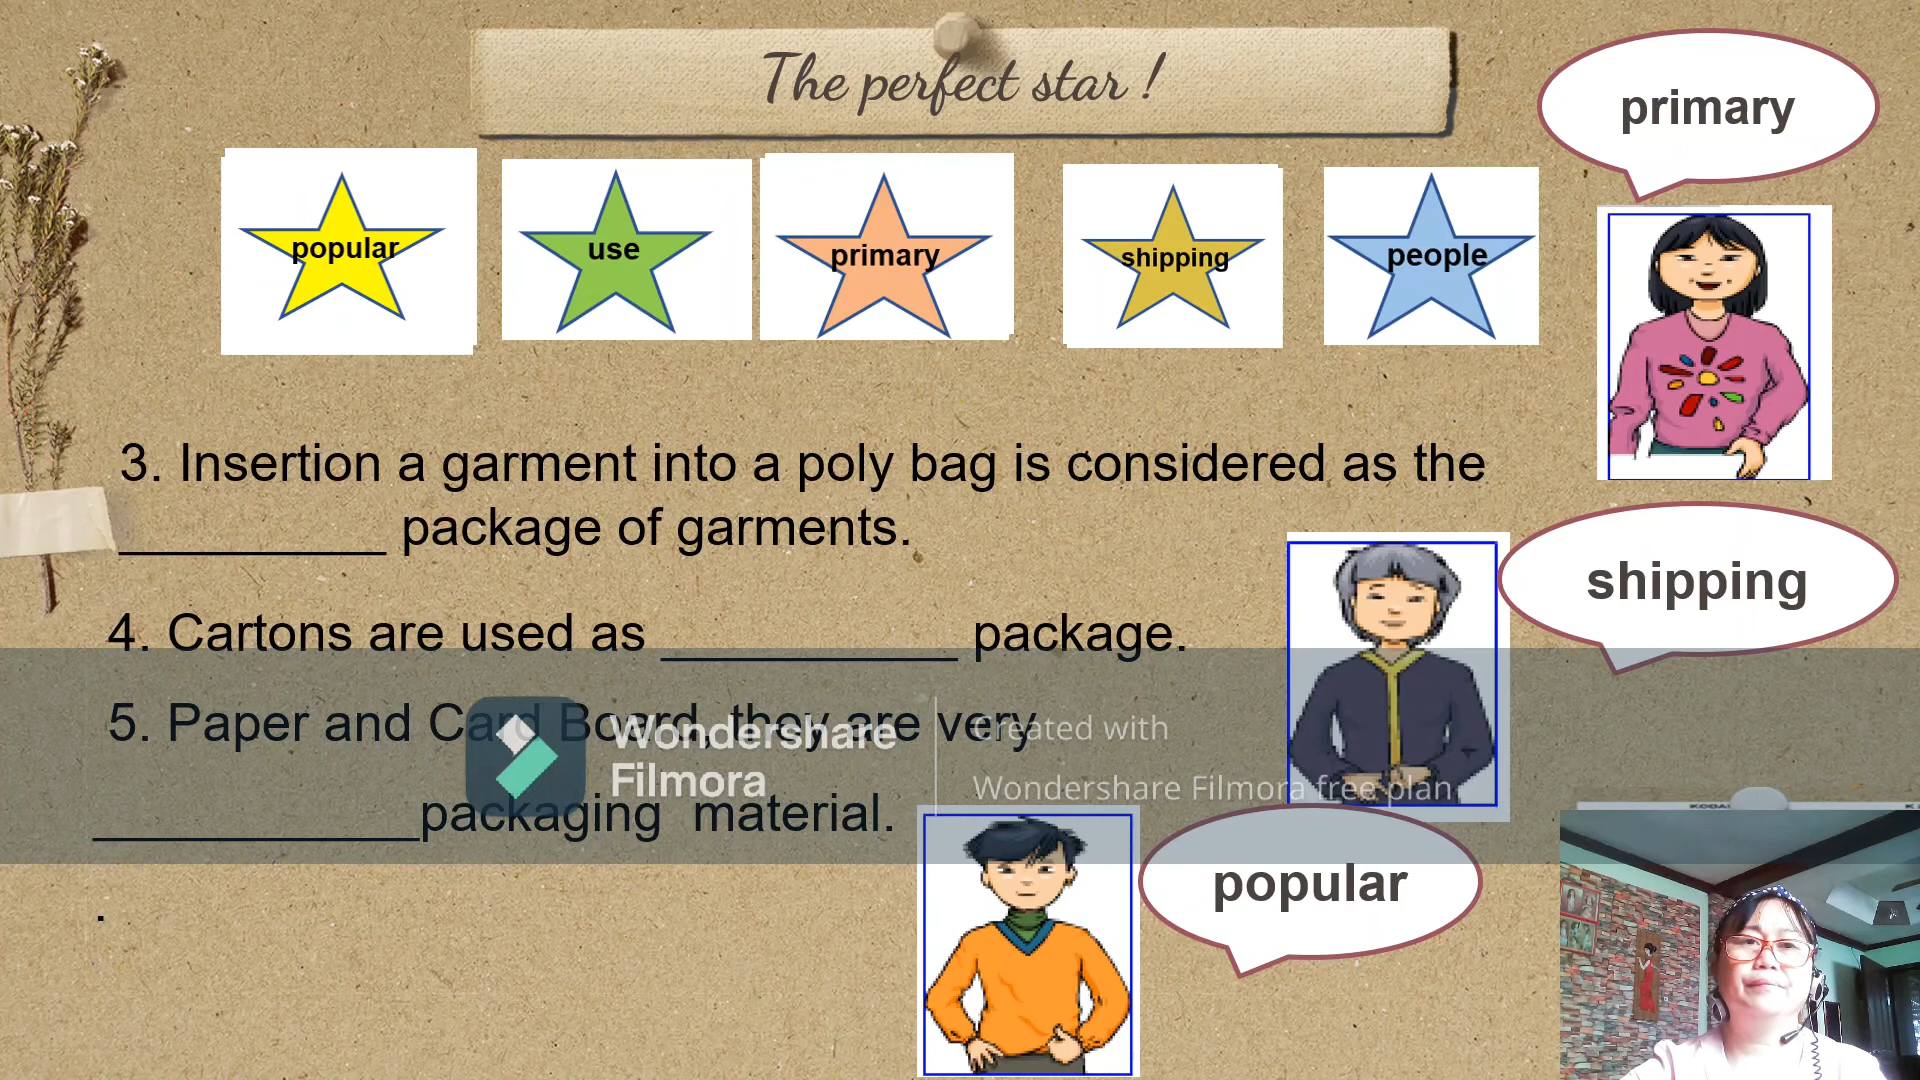 The perfect star !
primary
popular
use
primary
shipping
people
3. Insertion a garment into a poly bag is considered as the
_________ package of garments.
shipping
4. Cartons are used as __________ package.
5. Paper and Card Board, they are very
___________packaging material.
Wondershare
Filmora
Created with
Wondershare Filmora free plan
popular
.